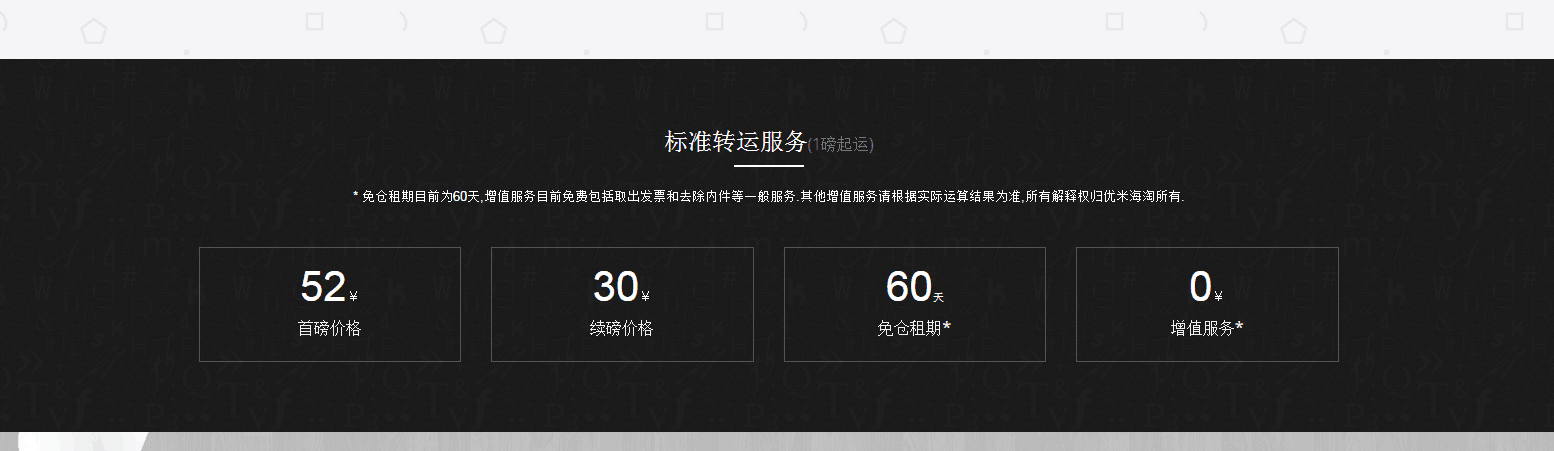 标准转运服务(1磅起运)
* 免仓租期目前为60天,增值服务目前免费包括取出发票和去除内件等一般服务.其他增值服务请根据实际运算结果为准,所有解释权归优米海淘所有.
52¥
首磅价格
30¥
续磅价格
60天
免仓租期*
0¥
增值服务*